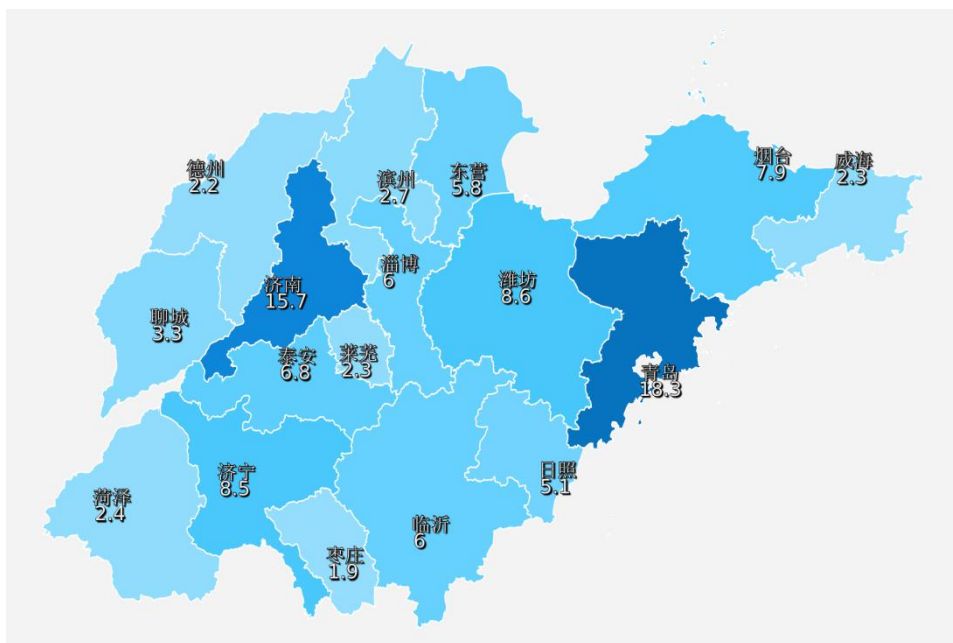 烟台
7.9
威海
2.3
德州
2.2
滨州
2.7
东营
5.8
淄博
6
济南
15.7
潍坊
8.6
聊城
3.3
泰安
6.8
莱芜
2.3
青岛
18.3
济宁
8.5
日照
5.1
菏泽
2.4
临沂
6
枣庄
1.9